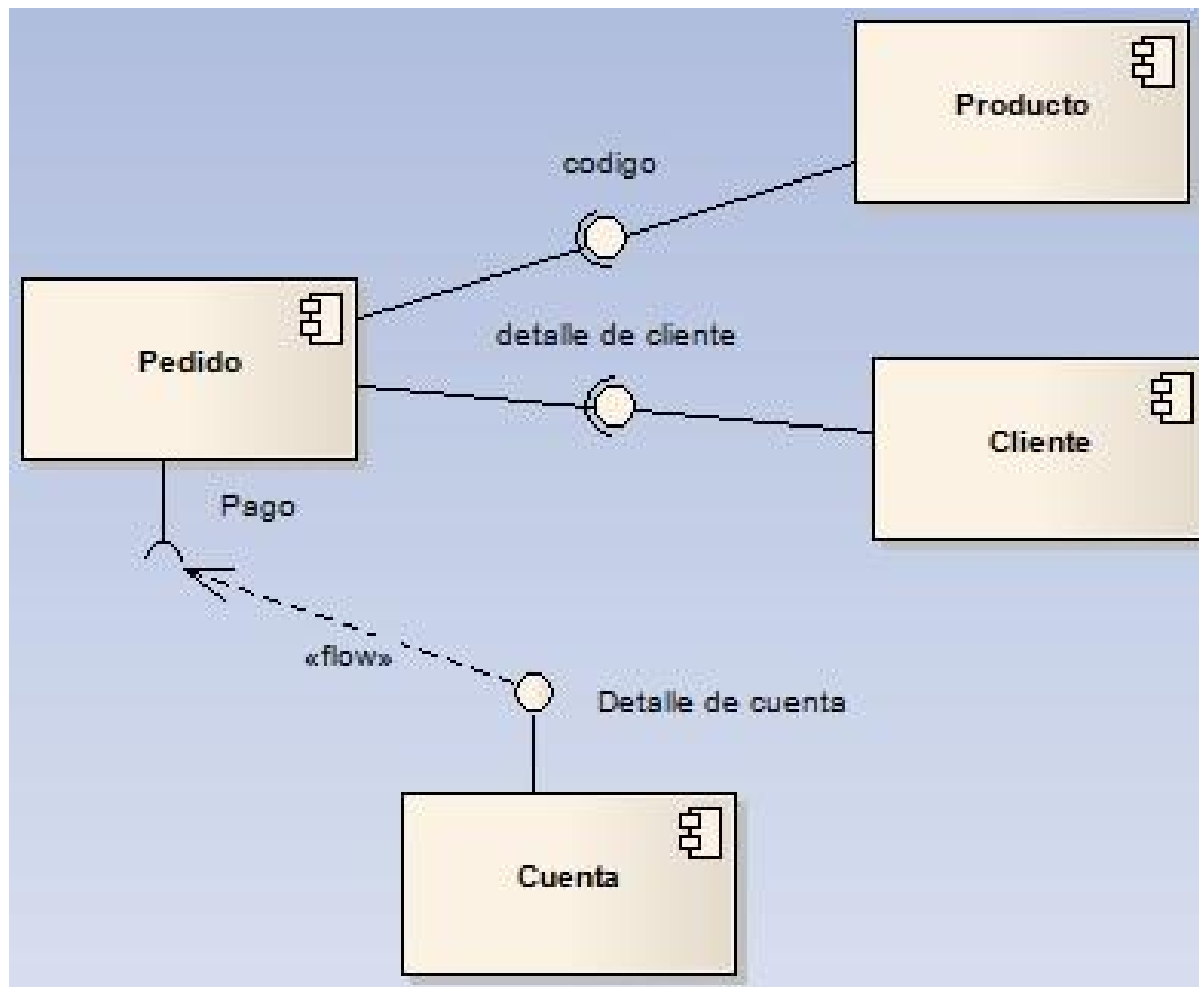 Producto
codigo
detalle de cliente
Pedido
Cliente
Pago
«flow»
Detalle de cuenta
Cuenta